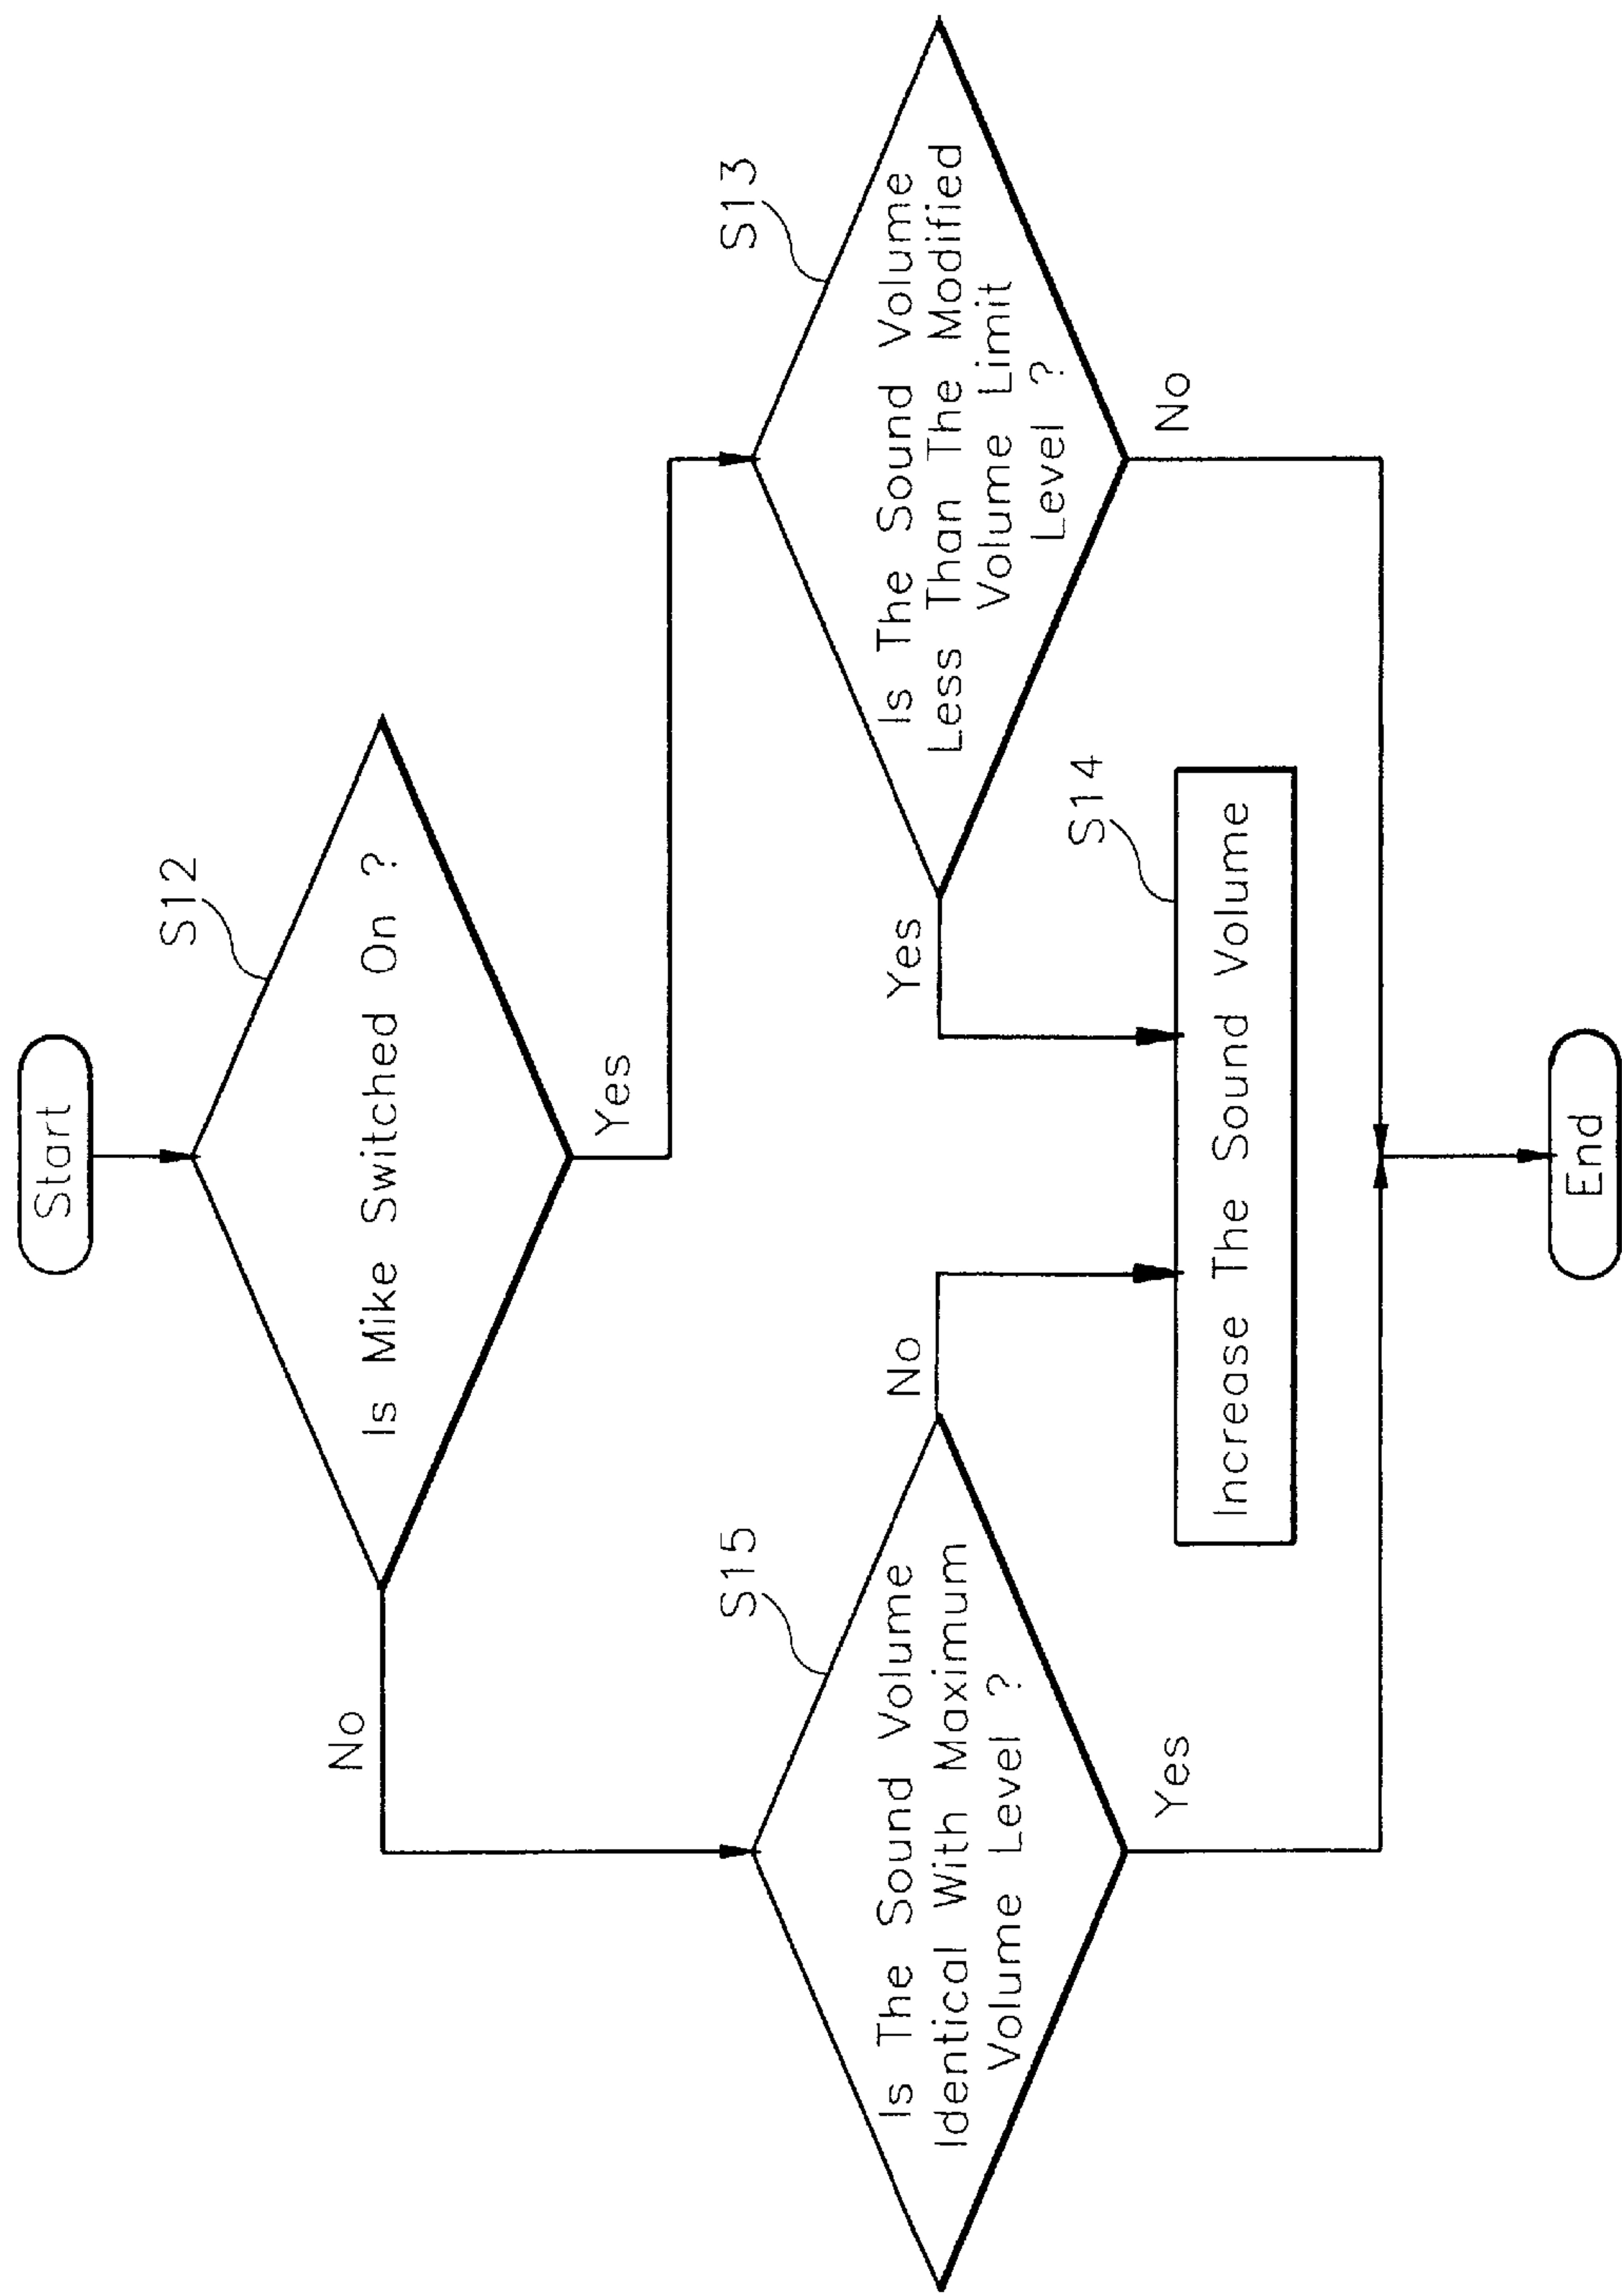 Start
S12
Is Mike Switched On ?
No
Yes
S15
Is The Sound Volume
Identical With Maximum
Volume Level ?
No
Yes
S13
Is The Sound Volume
Less Than The Modified
Volume Limit
Level ?
Yes
No
S14
Increase The Sound Volume
End